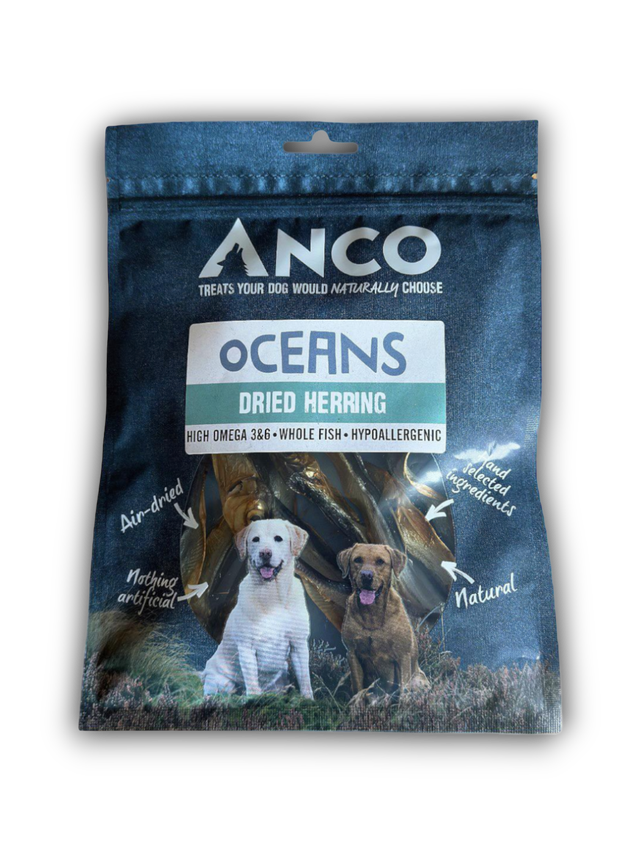 ANCO
TREATS YOUR DOG WOULD NATURALLY CHOOSE
OCEANS
DRIED HERRING
HIGH OMEGA 3&6 • WHOLE FISH • HYPOALLERGENIC
Air-dried
Hand
selected
ingredients
Nothing
artificial
Natural